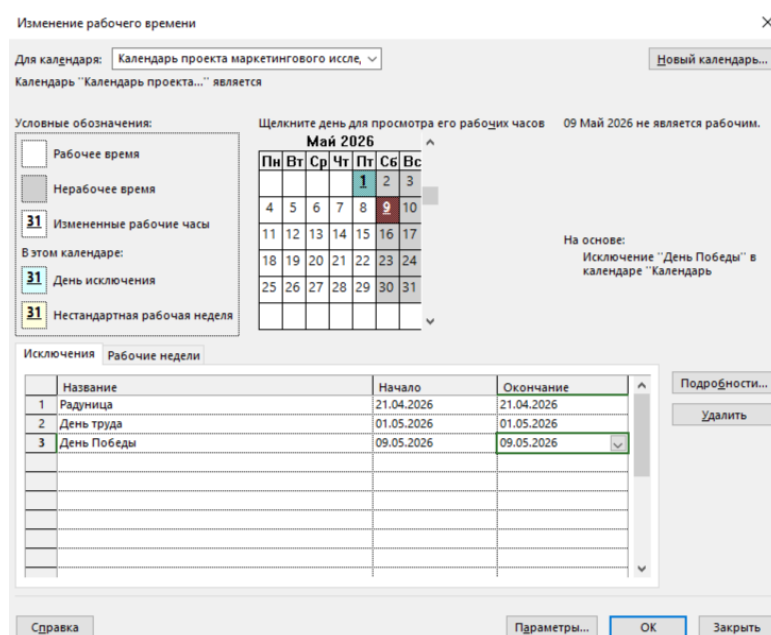 Изменение рабочего времени
Для календаря: Календарь проекта маркетингового иссле, Новый календарь...
Календарь "Календарь проекта..." является
Условные обозначения:
Рабочее время
Нерабочее время
31 Измененные рабочие часы
В этом календаре:
31 День исключения
31 Нестандартная рабочая неделя
Щелкните день для просмотра его рабочих часов
Май 2026
Пн Вт Ср Чт Пт Сб Вс
1 2 3
4 5 6 7 8 9 10
11 12 13 14 15 16 17
18 19 20 21 22 23 24
25 26 27 28 29 30 31
09 Май 2026 не является рабочим.
На основе:
Исключение "День Победы" в
календаре "Календарь
Исключения Рабочие недели
Название Начало Окончание
1 Радуница 21.04.2026 21.04.2026
2 День труда 01.05.2026 01.05.2026
3 День Победы 09.05.2026 09.05.2026
Подробности...
Удалить
Справка Параметры... ОК Закрыть